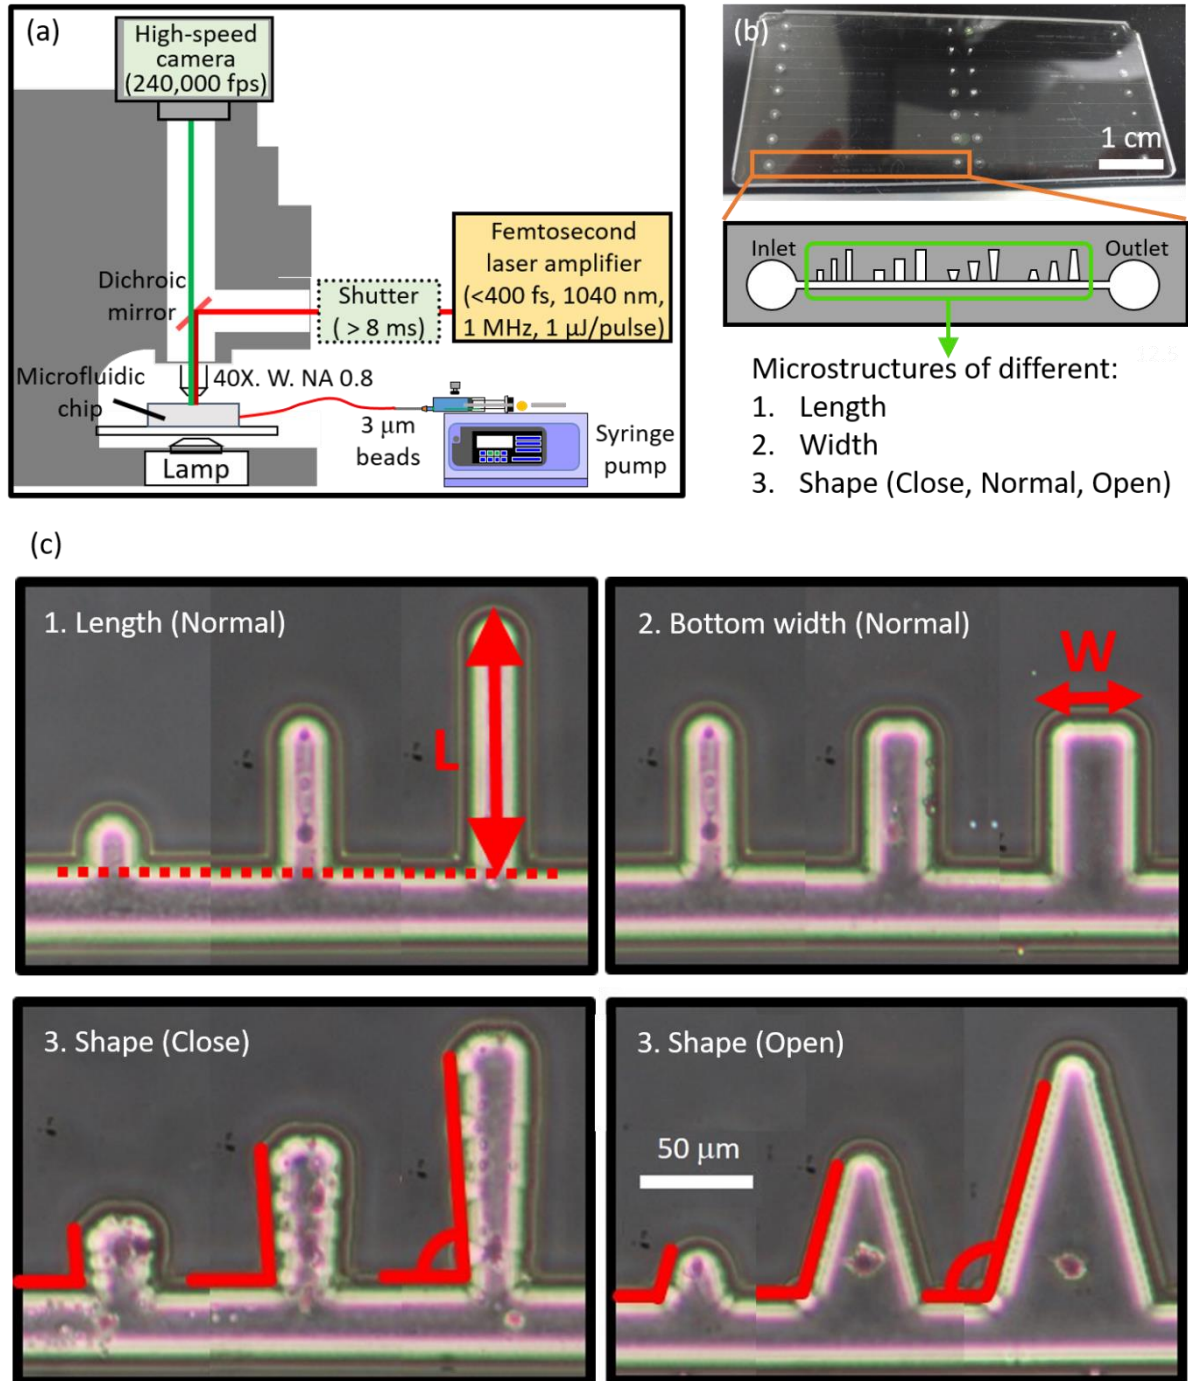 (a)
High-speed
camera
(240,000 fps)
Dichroic
mirror
Shutter
( > 8 ms)
Femtosecond
laser amplifier
(<400 fs, 1040 nm,
1 MHz, 1 μJ/pulse)
Microfluidic
chip
40X. W. NA 0.8
3 μm
beads
Syringe
pump
Lamp
(b)
1 cm
Inlet
Outlet
12.5
Microstructures of different:
1. Length
2. Width
3. Shape (Close, Normal, Open)
(c)
1. Length (Normal)
L
2. Bottom width (Normal)
W
3. Shape (Close)
3. Shape (Open)
50 μm